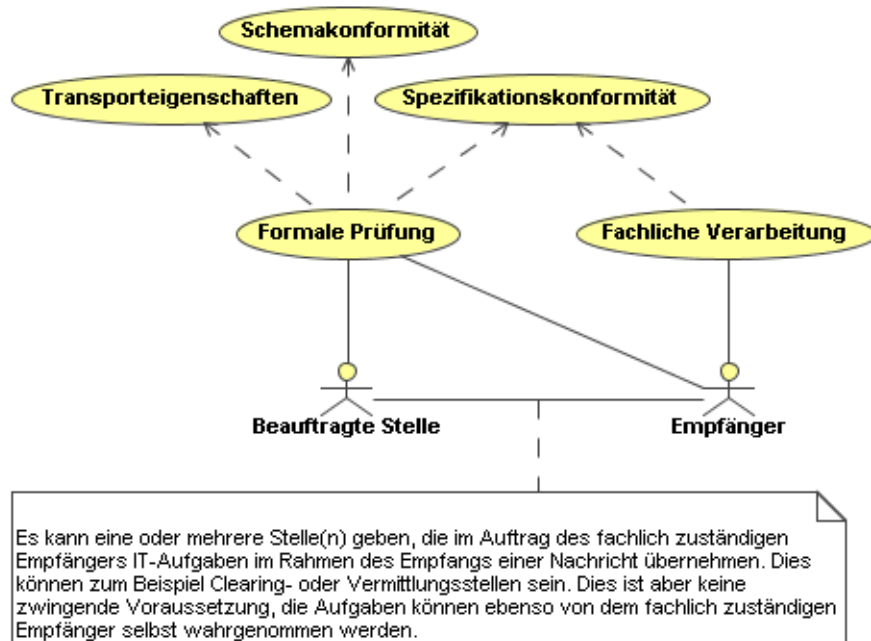 Schemakonformität
Transporteigenschaften
Spezifikationskonformität
Formale Prüfung
Fachliche Verarbeitung
Beauftragte Stelle
Empfänger
Es kann eine oder mehrere Stelle(n) geben, die im Auftrag des fachlich zuständigen
Empfängers IT-Aufgaben im Rahmen des Empfangs einer Nachricht übernehmen. Dies
können zum Beispiel Clearing- oder Vermittlungsstellen sein. Dies ist aber keine
zwingende Voraussetzung, die Aufgaben können ebenso von dem fachlich zuständigen
Empfänger selbst wahrgenommen werden.